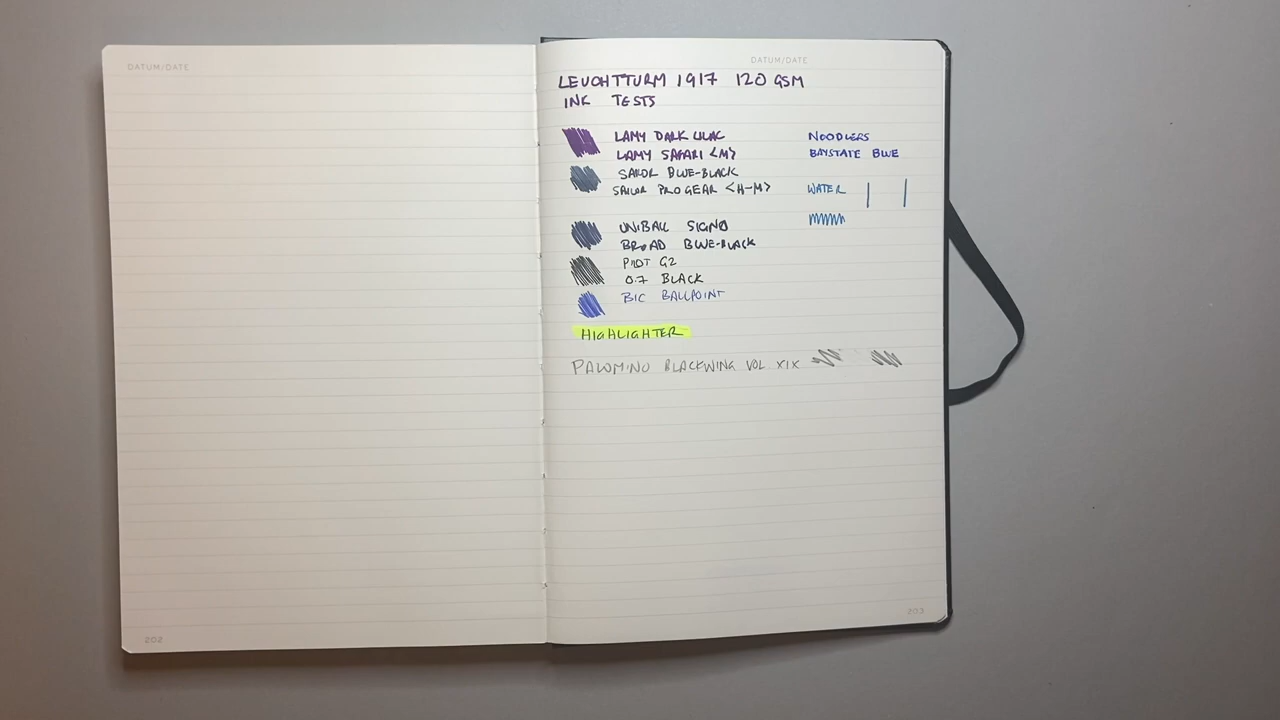 DATUM/DATE
202
DATUM/DATE
LEUCHTTURM 1917 120 GSM
INK TESTS
LAMY DARK LILAC
LAMY SAFARI <M>
SAILOR BLUE-BLACK
SAILOR PRO GEAR <H-M>
UNIBALL SIGNO
BROAD BLUE-BLACK
PILOT G2
0.7 BLACK
BIC BALLPOINT
HIGHLIGHTER
PALOMINO BLACKWING VOL XIX
NOODLERS
BAYSTATE BLUE
WATER
203